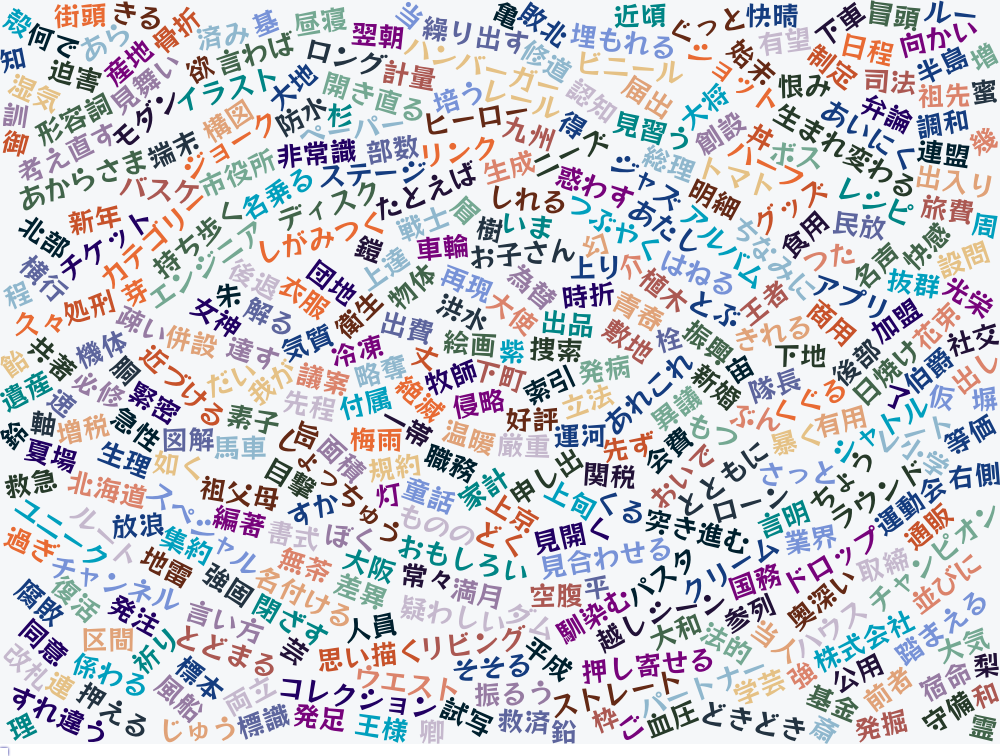 殻
何で
街頭
きる
あら
骨折
済み
基
昼寝
当
翌朝
繰り出す
亀
敗北
近頃
ぐっと
快晴
下車
冒頭
ルー
知
迫害
産地
見舞い
欲
言わば
ロング
ハンバーガー
修道
埋もれる
ビニール
ショット
始末
有望
制定
日程
向かい
半島
増
湿気
形容詞
モダン
イラスト
大地
開き直る
計量
培う
レール
認知
届出
大将
恨み
司法
祖先
蜜
訓
御
考え直す
端末
構図
ジョーク
防水
杉
ペーパー
ヒーロー
九州
得
見習う
創設
丼
生まれ変わる
あいにく
弁論
調和
幾
あからさま
バスケ
市役所
非常識
部数
リンク
生成
ニーズ
ジャズ
総理
トマト
ハーフ
ボス
連盟
出入り
北部
新年
チケット
カテゴリー
持ち歩く
名乗る
ステージ
ディスク
たとえば
しれる
惑わす
つぶやく
あたし
明細
グッド
レシピ
旅費
周
エンジニア
しがみつく
鎧
戦士
盾
車輪
樹
いま
お子さん
幻
上り
アルバム
ちなみに
食用
民放
名声
快感
設問
横行
程
久々
処刑
芽
後退
衣服
団地
衛生
上達
物体
再現
為替
時折
介
植木
はねる
とぶ
王者
つた
アプリ
抜群
光栄
女神
朱
解る
気質
出費
洪水
大使
出品
青春
敷地
栓
振興
きれる
商用
加盟
花束
社交
飴
共著
機体
疎い
併設
達す
冷凍
略奪
丈
絵画
紫
捜索
発病
あれこれ
新婚
宙
下地
後部
日焼け
伯爵
出し
遺産
速
必修
胴
近づける
緊密
だい
我が
議案
先程
付属
絶滅
牧師
下町
索引
侵略
好評
立法
異議
もつ
隊長
ぶん
くぐる
有用
仮
堀
鈴
軸
増税
急性
図解
馬車
素子
旨
面積
梅雨
一帯
温暖
厳重
運河
先ず
会費
おいで
暴く
シャトル
レート
等価
夏場
生理
如く
祖父母
目撃
しょっちゅう
規約
職務
家計
申し出
関税
ともに
さっと
ちょう
学
右側
救急
北海道
スペ…
編著
すか
灯
童話
上京
上旬
くる
突き進む
ローン
言明
ラウンド
運動会
ユニーク
ルート
放浪
集約
ャル
書式
ぼく
ものの
どく
見開く
見合わせる
業界
通販
過ぎ
チャンネル
地雷
強固
無茶
名付ける
差異
大阪
おもしろい
常々
満月
空腹
平
パスタ
クリーム
国務
ドロップ
取締
チャンピオン
腐敗
復活
発注
言い方
閉ざす
人員
疑わしい
ダム
馴染む
越し
シーン
参列
奥深い
並びに
同意
区間
祈り
とどまる
芸
思い描く
リビング
平成
大和
法的
当
ハウス
株式会社
踏まえる
大気
改札
連
係わる
標本
風船
両立
コレクション
ウエスト
そそる
振るう
押し寄せる
ストレート
パートナー
学芸
強
公用
前者
宿命
梨
すれ違う
押える
理
じゅう
標識
発足
王様
卿
試写
救済
鉛
枠
ご
血圧
どきどき
斎
基金
発掘
守備
和
霊